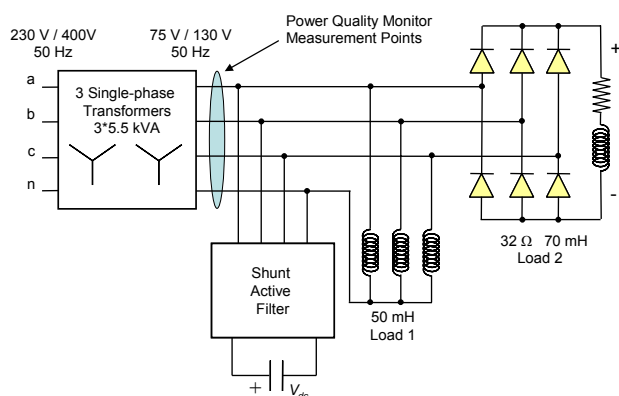 Power Quality Monitor
Measurement Points
230 V / 400V
50 Hz
75 V / 130 V
50 Hz
a
b
c
n
3 Single-phase
Transformers
3*5.5 kVA
+
-
32 Ω 70 mH
Load 2
Shunt
Active
Filter
50 mH
Load 1
+
Vdc